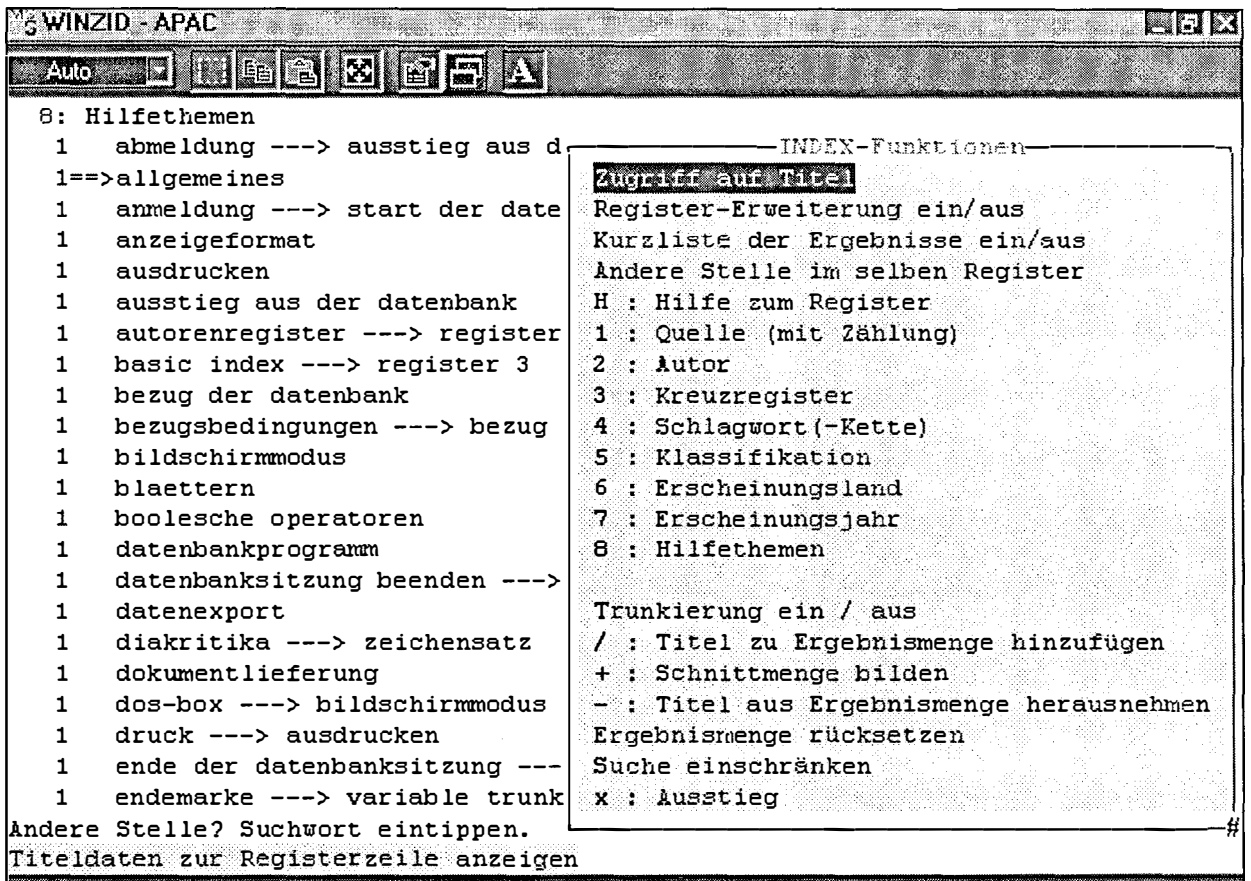 WINZID - APAC
Auto
8: Hilfethemen
1 abmeldung ---> ausstieg aus d
1==>allgemeines
1 anmeldung ---> start der date
1 anzeigeformat
1 ausdrucken
1 ausstieg aus der datenbank
1 autorenregister ---> register
1 basic index ---> register 3
1 bezug der datenbank
1 bezugsbedingungen ---> bezug
1 bildschirmmodus
1 blaettern
1 boolesche operatoren
1 datenbankprogramm
1 datenbanksitzung beenden --->
1 datenexport
1 diakritika ---> zeichensatz
1 dokumentlieferung
1 dos-box ---> bildschirmmodus
1 druck ---> ausdrucken
1 ende der datenbanksitzung ---
1 endemarke ---> variable trunk
Andere Stelle? Suchwort eintippen.
Titeldaten zur Registerzeile anzeigen
INDEX-Funktionen
Zugriff auf Titel
Register-Erweiterung ein/aus
Kurzliste der Ergebnisse ein/aus
Andere Stelle im selben Register
H : Hilfe zum Register
1 : Quelle (mit Zählung)
2 : Autor
3 : Kreuzregister
4 : Schlagwort(-Kette)
5 : Klassifikation
6 : Erscheinungsland
7 : Erscheinungsjahr
8 : Hilfethemen
Trunkierung ein / aus
/ : Titel zu Ergebnismenge hinzufügen
+ : Schnittmenge bilden
- : Titel aus Ergebnismenge herausnehmen
Ergebnismenge rücksetzen
Suche einschränken
x : Ausstieg
#